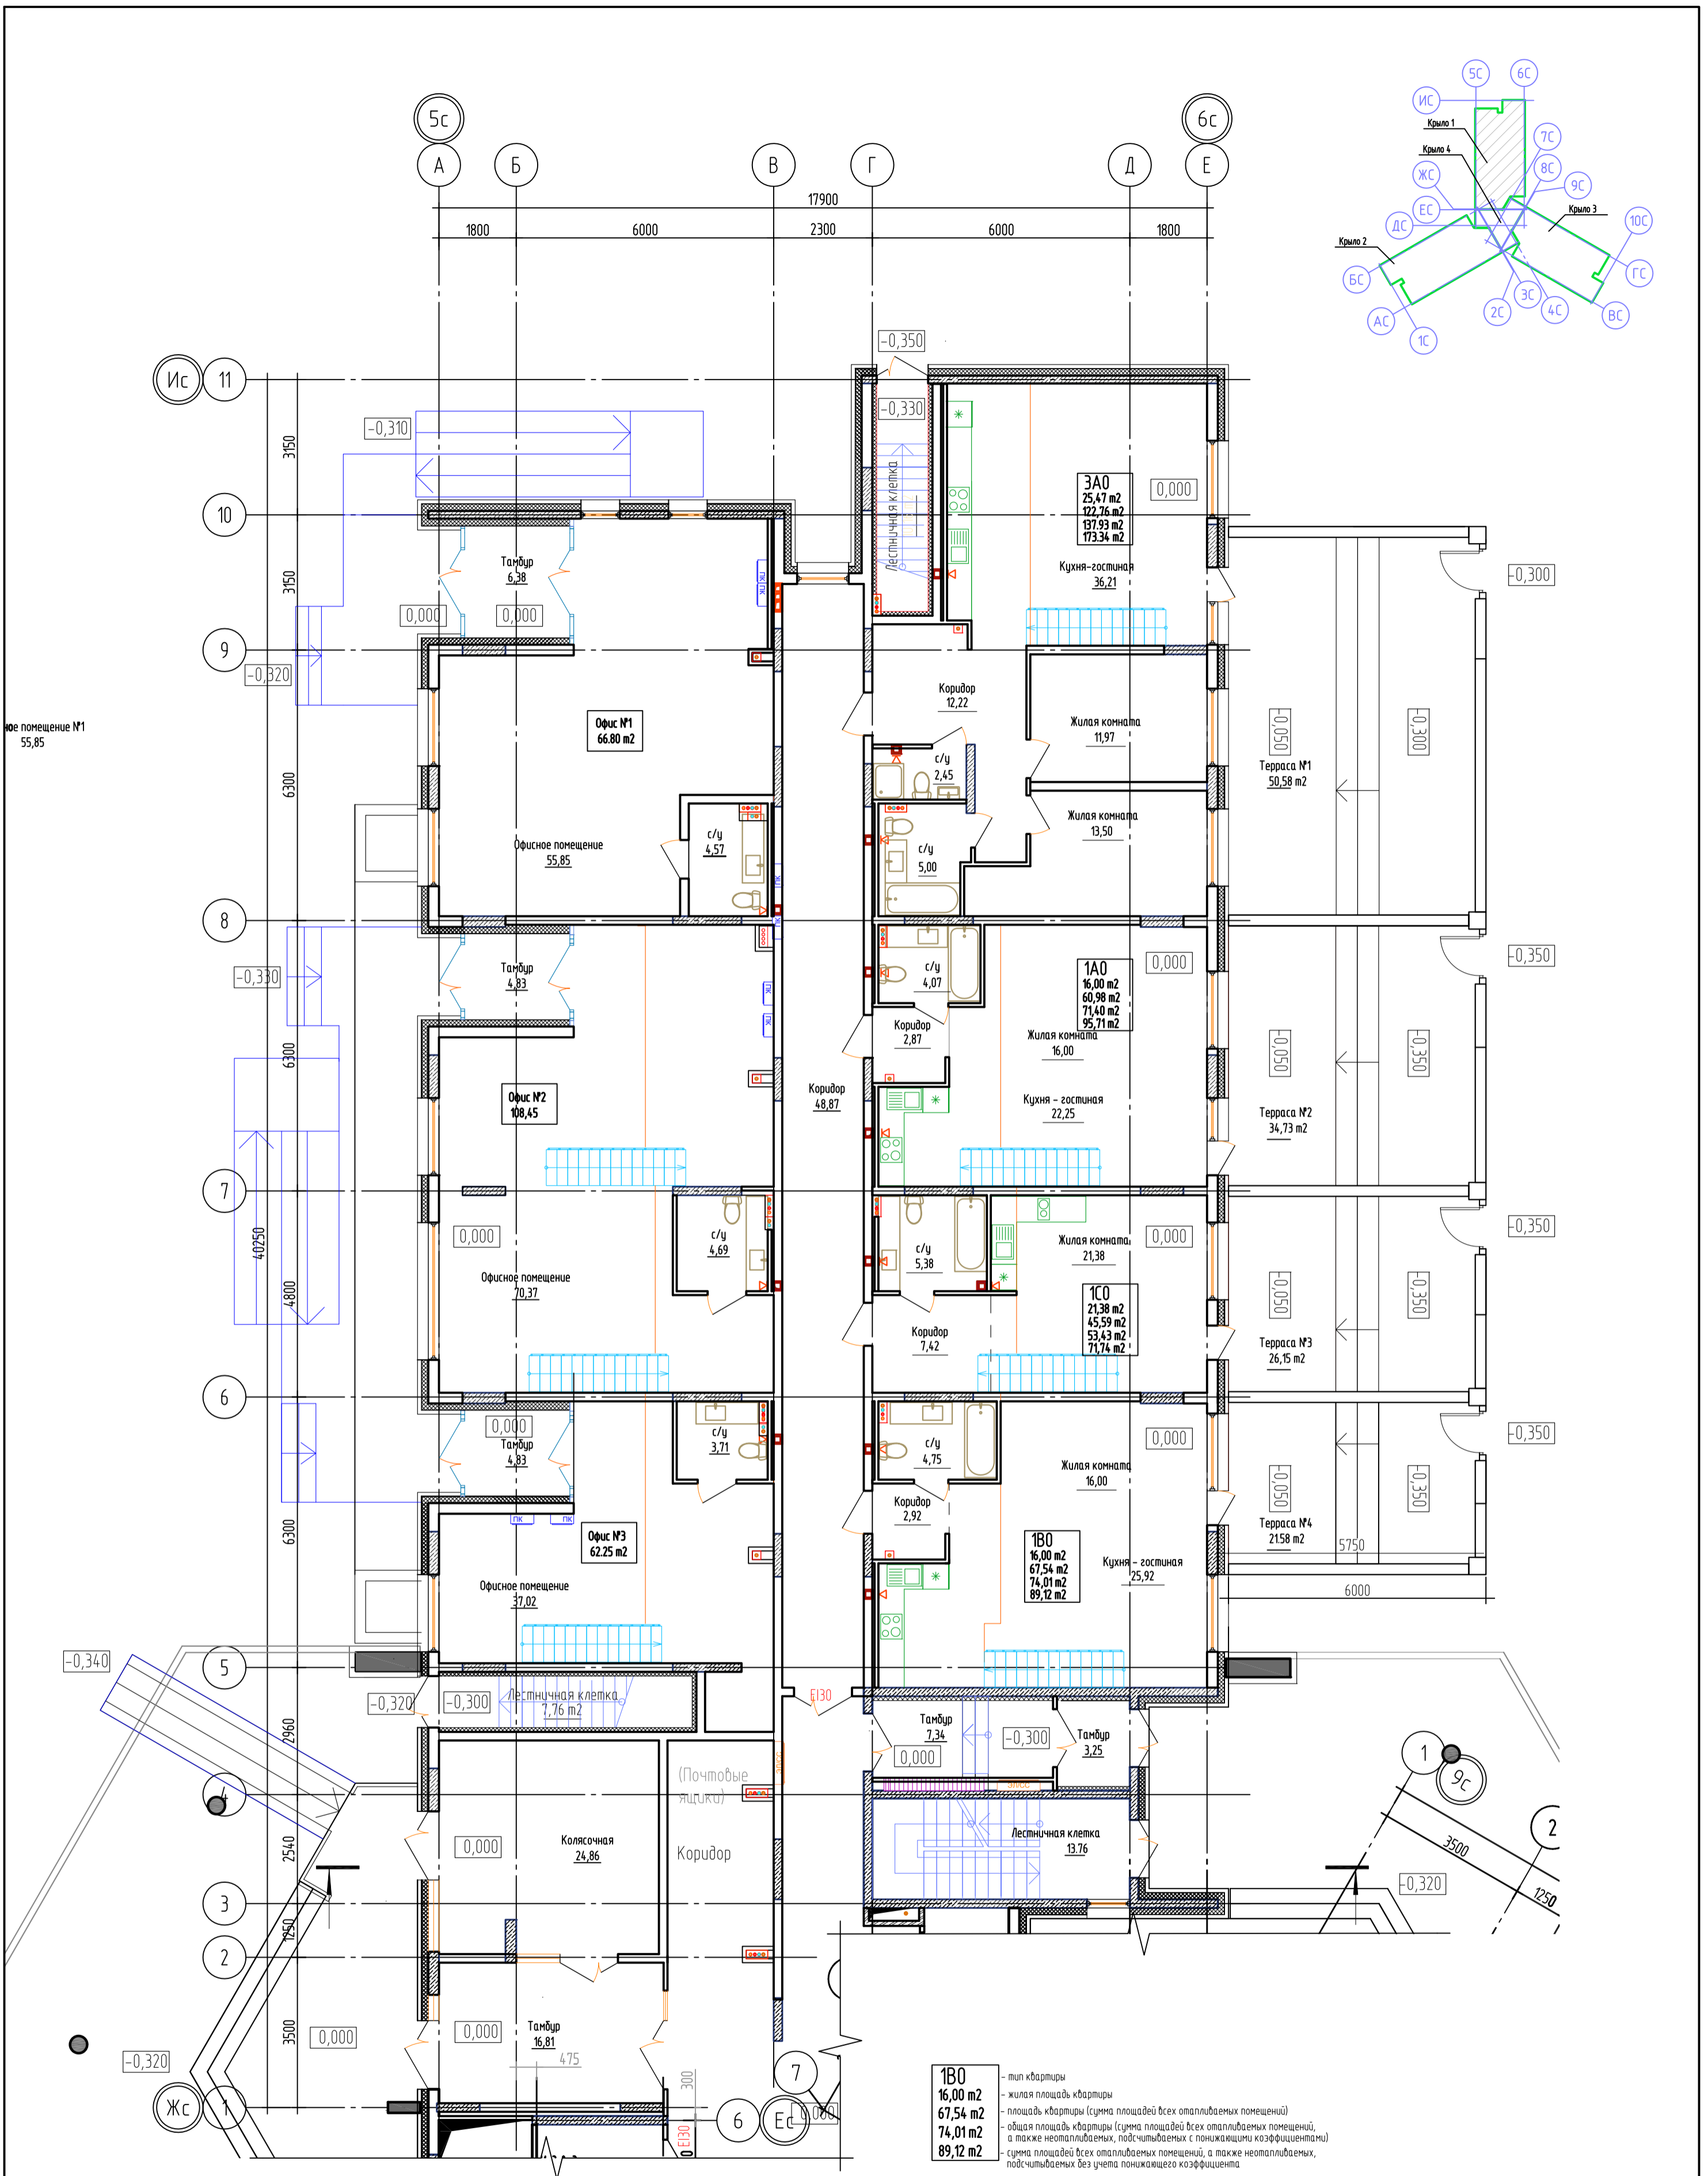 5с
6с
А
Б
В
Г
Д
Е
17900
1800
6000
2300
6000
1800
5С
6С
ИС
Крыло 1
7С
Крыло 4
8С
ЖС
9С
ЕС
Крыло 3
10С
ДС
Крыло 2
БС
ГС
3С
АС
2С
4С
ВС
1С
-0,350
Ис
11
-0,330
-0,310
3150
Лестничная клетка
3А0
25,47 m2
122,76 m2
137.93 m2
173.34 m2
0,000
10
Тамбур
6,38
3150
ПК
ПК
Кухня-гостиная
36,21
-0,300
0,000
0,000
9
-0,320
Коридор
12,22
Жилая комната
11,97
ное помещение №1
55,85
Офис №1
66.80 m2
-0,050
-0,300
Терраса №1
50,58 m2
с/у
2,45
6300
Жилая комната
13,50
Офисное помещение
55,85
с/у
4,57
с/у
5,00
ПК
ПК
8
-0,330
Тамбур
4,83
с/у
4,07
1А0
16,00 m2
60,98 m2
71,40 m2
95,71 m2
0,000
-0,350
ПК
ПК
6300
Коридор
2,87
Жилая комната
16,00
-0,050
-0,350
Офис №2
108,45
Коридор
48,87
Кухня - гостиная
22,25
Терраса №2
34,73 m2
7
40250
0,000
с/у
4,69
с/у
5,38
Жилая комната
21,38
0,000
-0,350
4800
Офисное помещение
70,37
1С0
21,38 m2
45,59 m2
53,43 m2
71,74 m2
-0,050
-0,350
Коридор
7,42
Терраса №3
26,15 m2
6
0,000
Тамбур
4,83
с/у
3,71
с/у
4,75
0,000
-0,350
Жилая комната
16,00
Коридор
2,92
-0,050
-0,350
6300
ПК
ПК
Офис №3
62.25 m2
1В0
16,00 m2
67,54 m2
74,01 m2
89,12 m2
Кухня - гостиная
25,92
Терраса №4
21.58 m2
5750
Офисное помещение
37,02
6000
-0,340
5
-0,320
-0,300
Лестничная клетка
7,76 m2
EI30
2960
Тамбур
7,34
-0,300
Тамбур
3,25
0,000
1
9с
(Почтовые
ящики)
4
2
2540
0,000
Колясочная
24,86
Коридор
Лестничная клетка
13.76
3500
-0,320
1250
3
1250
2
3500
0,000
0,000
Тамбур
16,81
-0,320
475
300
7
Жс
1
6
Ес
0,000
EI30
1В0
- тип квартиры
16,00 m2
- жилая площадь квартиры
67,54 m2
- площадь квартиры (сумма площадей всех отапливаемых помещений)
74,01 m2
- общая площадь квартиры (сумма площадей всех отапливаемых помещений,
а также неотапливаемых, подсчитываемых с понижающими коэффициентами)
89,12 m2
- сумма площадей всех отапливаемых помещений, а также неотапливаемых,
подсчитываемых без учета понижающего коэффициента